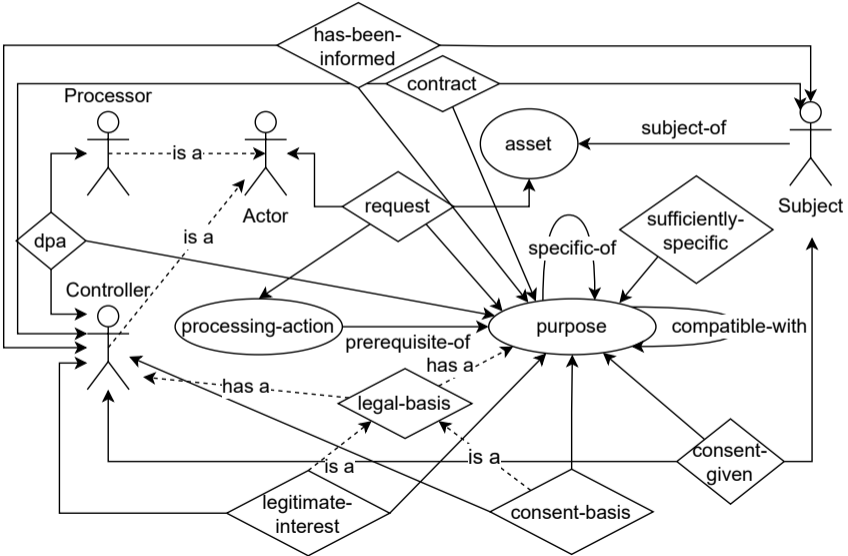 has-been-
informed
contract
Processor
asset
subject-of
is a
Actor
request
Subject
sufficiently-
specific
dpa
is a
specific-of
Controller
processing-action
purpose
compatible-with
prerequisite-of
has a
has a
legal-basis
is a
is a
consent-
given
legitimate-
interest
consent-basis